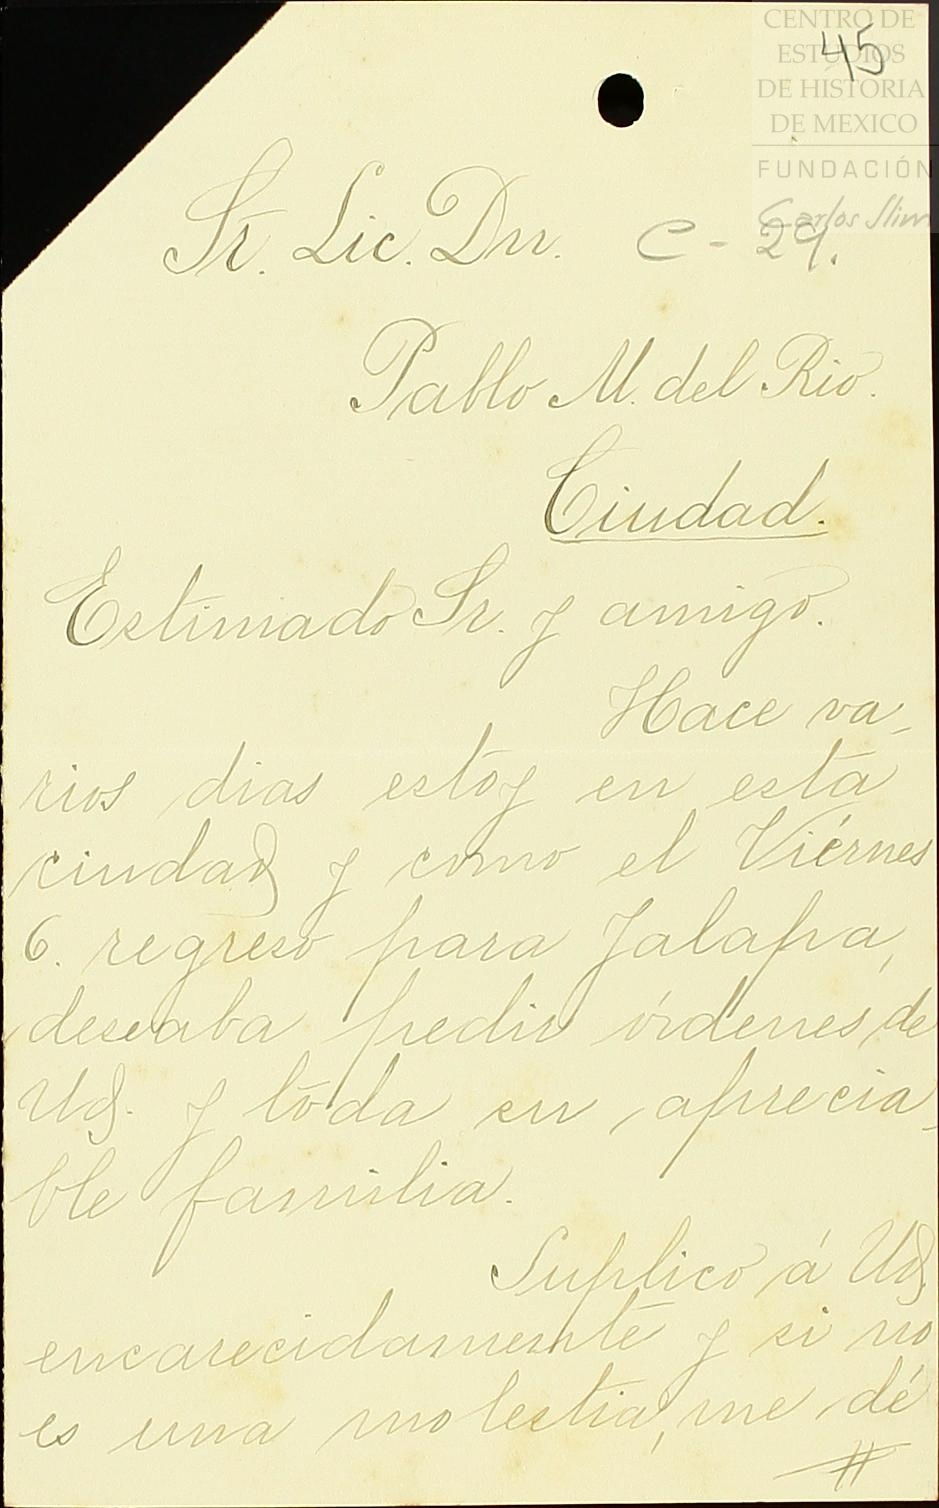 CENTRO DE
ESTUDIOS
DE HISTORIA
DE MEXICO
FUNDACIÓN
Carlos Slim
45
Sr. Lic. Dn. C - 29.
Pablo M. del Rio.
Ciudad.
Estimado Sr. y amigo.
Hace va-
rios dias estoy en esta
ciudad y como el Viérnes
6. regreso para Jalapa,
deseaba pedir órdenes de
Ud. y toda su aprecia-
ble familia.
Suplico á Ud
encarecidamente y si no
es una molestia, me dé